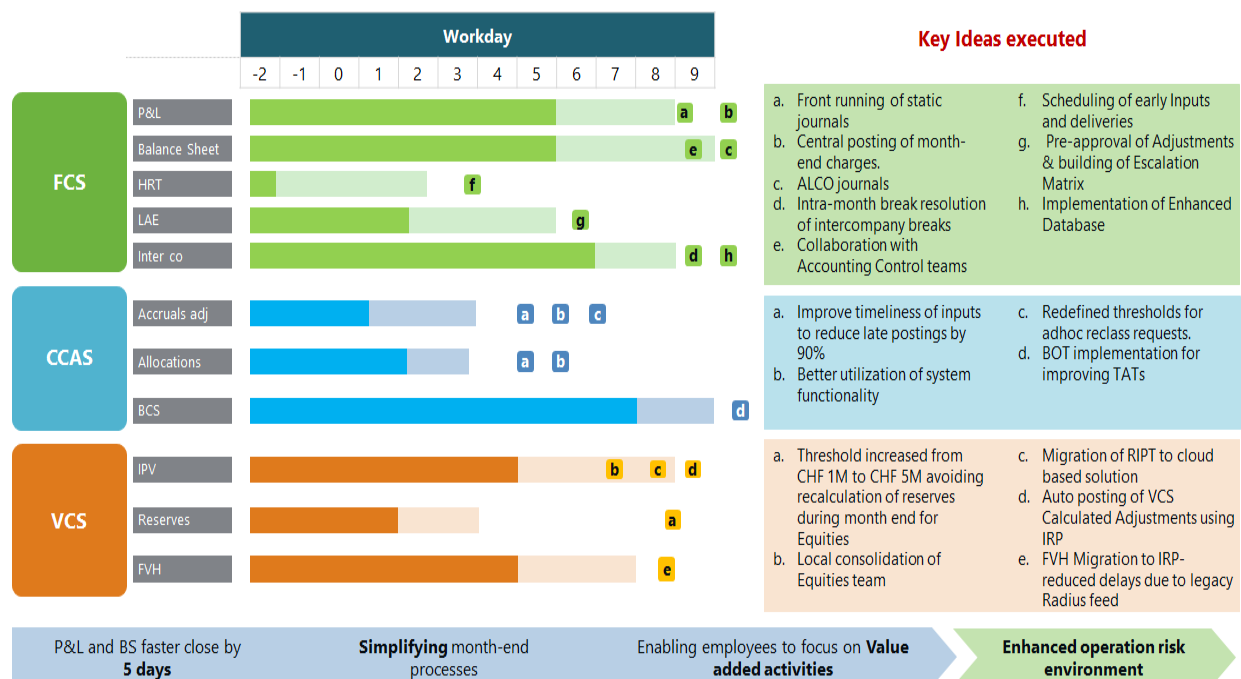 Workday
-2 -1 0 1 2 3 4 5 6 7 8 9
FCS
P&L
a b
Balance Sheet
e c
HRT
f
LAE
g
Inter co
d h
CCAS
Accruals adj
a b c
Allocations
a b
BCS
d
VCS
IPV
b c d
Reserves
a
FVH
e
Key Ideas executed
a. Front running of static
journals
b. Central posting of month-
end charges.
c. ALCO journals
d. Intra-month break resolution
of intercompany breaks
e. Collaboration with
Accounting Control teams
f. Scheduling of early Inputs
and deliveries
g. Pre-approval of Adjustments
& building of Escalation
Matrix
h. Implementation of Enhanced
Database
a. Improve timeliness of inputs
to reduce late postings by
90%
b. Better utilization of system
functionality
c. Redefined thresholds for
adhoc reclass requests.
d. BOT implementation for
improving TATs
a. Threshold increased from
CHF 1M to CHF 5M avoiding
recalculation of reserves
during month end for
Equities
b. Local consolidation of
Equities team
c. Migration of RIPT to cloud
based solution
d. Auto posting of VCS
Calculated Adjustments using
IRP
e. FVH Migration to IRP-
reduced delays due to legacy
Radius feed
P&L and BS faster close by
5 days
Simplifying month-end
processes
Enabling employees to focus on Value
added activities
Enhanced operation risk
environment